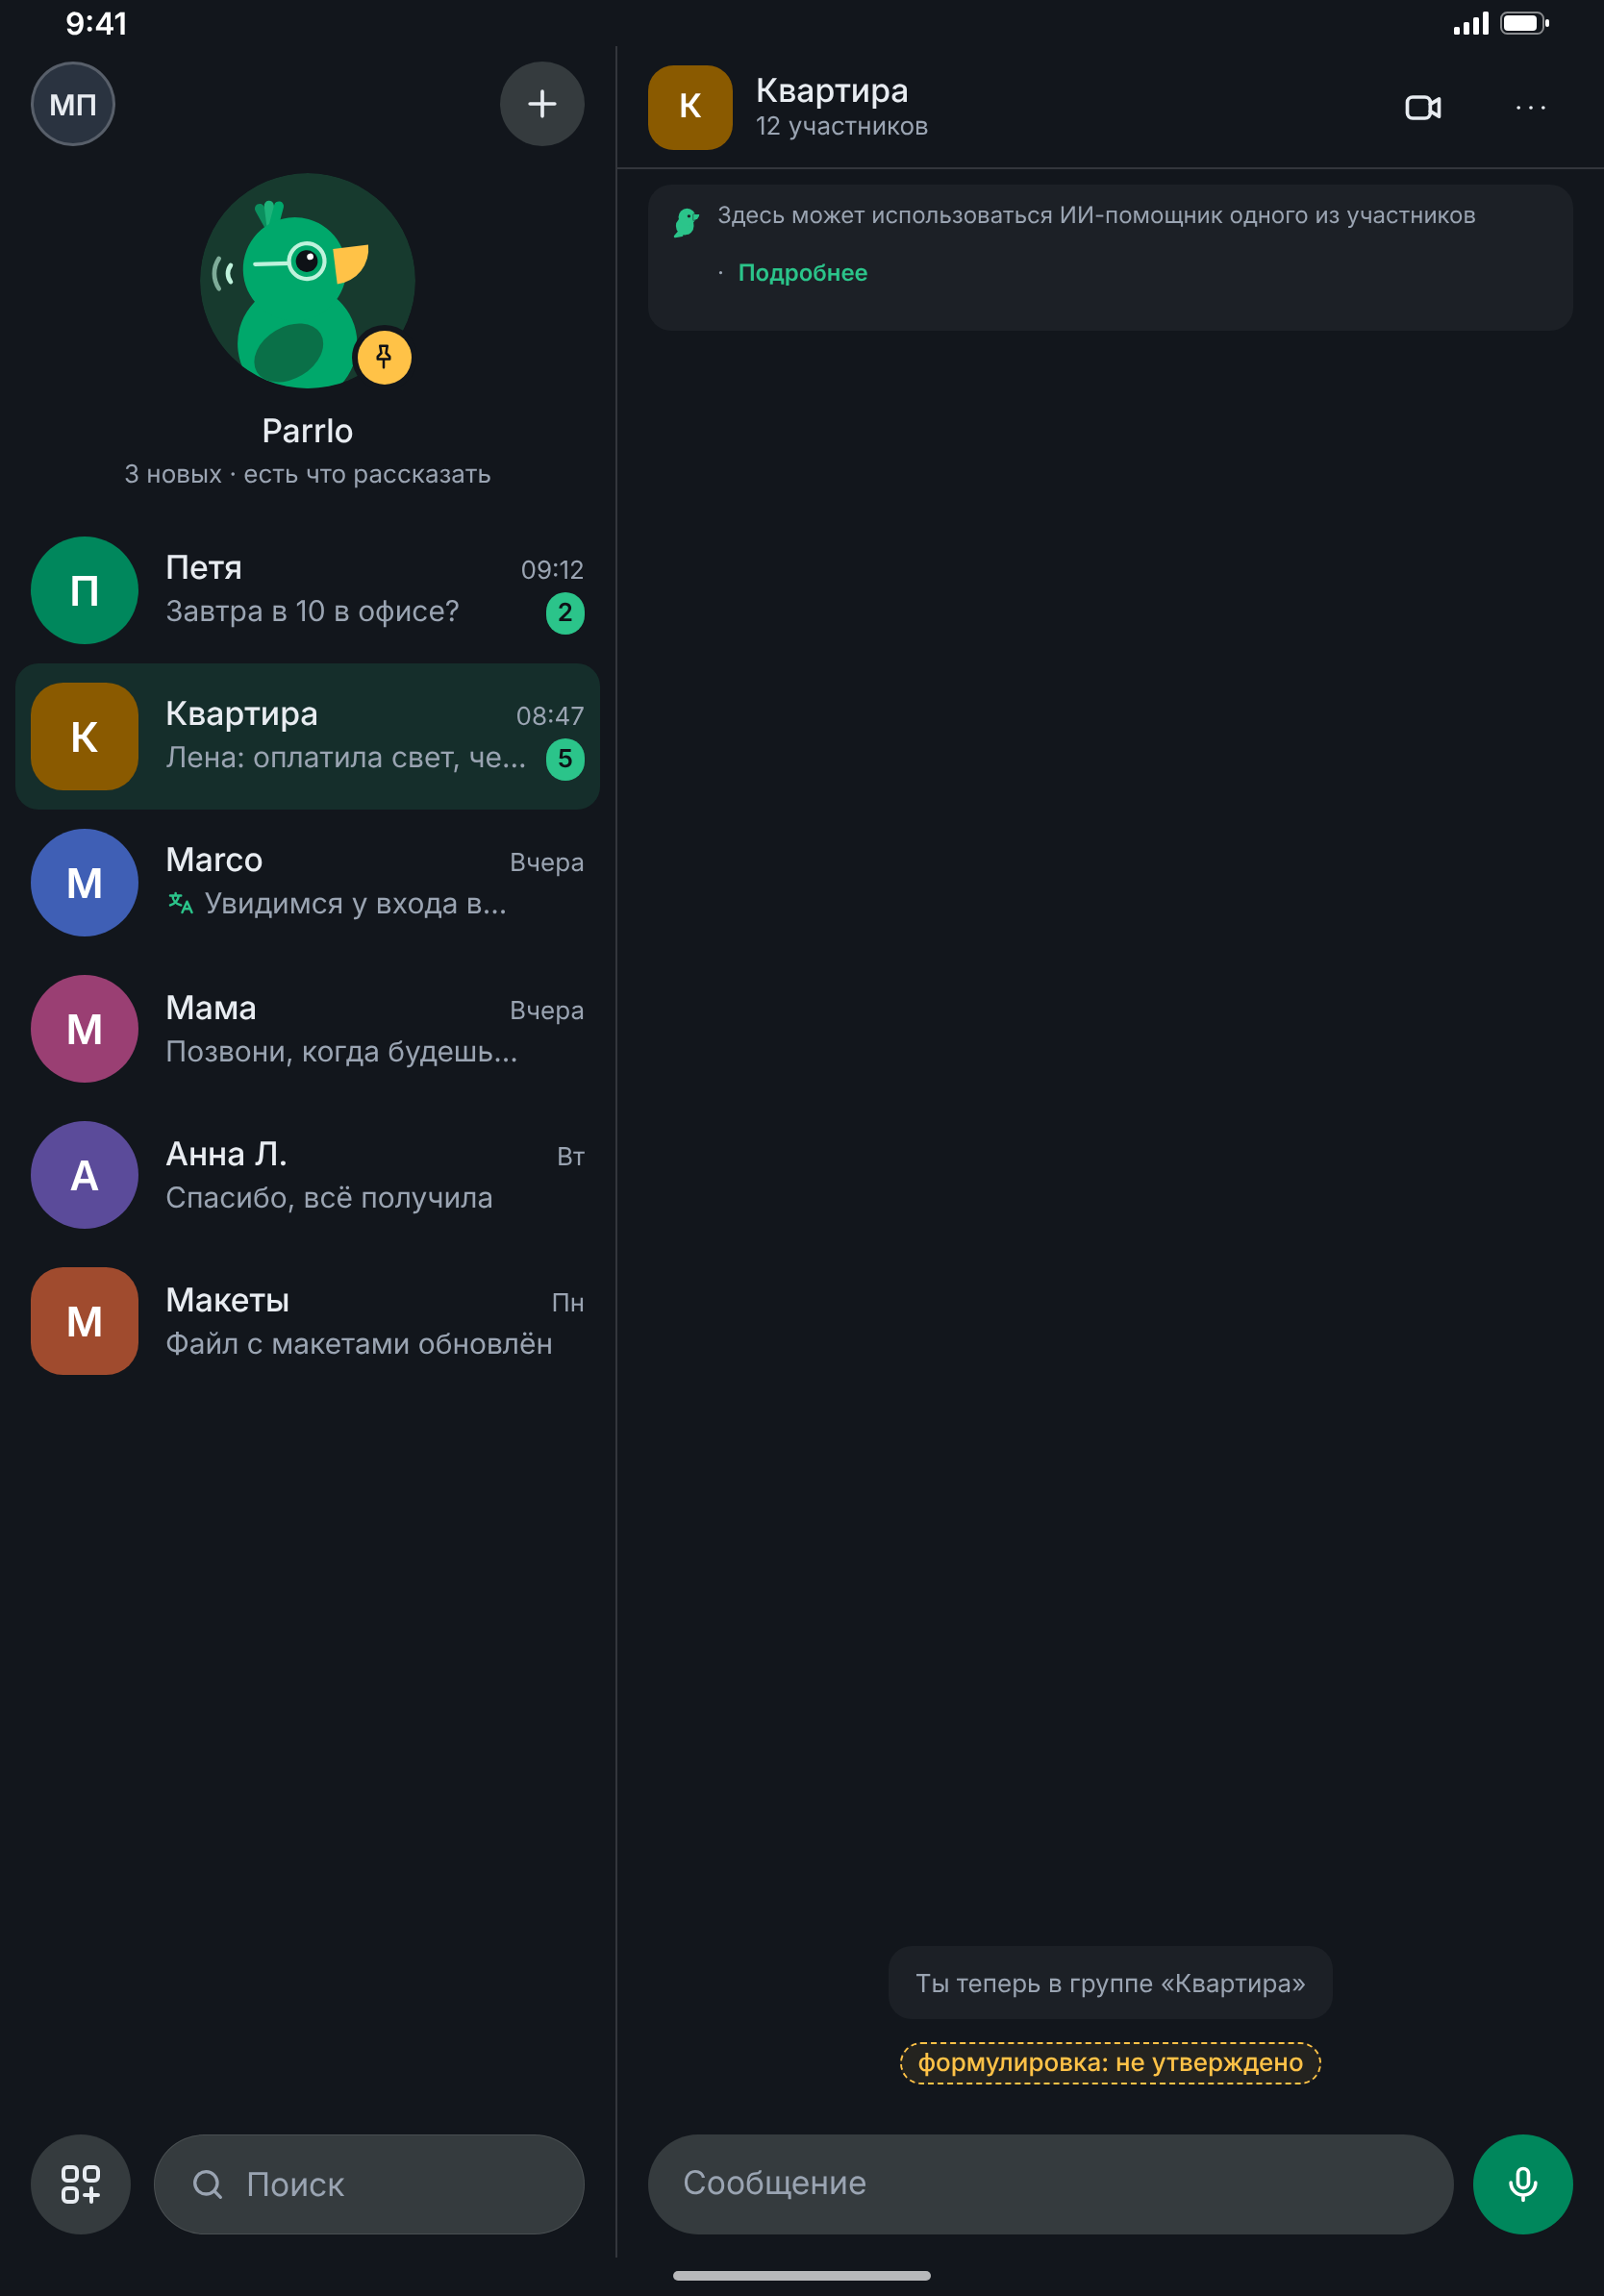 9:41
МП
Parrlo
3 новых · есть что рассказать
П
Петя
09:12
Завтра в 10 в офисе?
2
К
Квартира
08:47
Лена: оплатила свет, че...
5
M
Marco
Вчера
Увидимся у входа в...
М
Мама
Вчера
Позвони, когда будешь...
А
Анна Л.
Вт
Спасибо, всё получила
М
Макеты
Пн
Файл с макетами обновлён
Поиск
К
Квартира
12 участников
Здесь может использоваться ИИ-помощник одного из участников
· Подробнее
Ты теперь в группе «Квартира»
формулировка: не утверждено
Сообщение